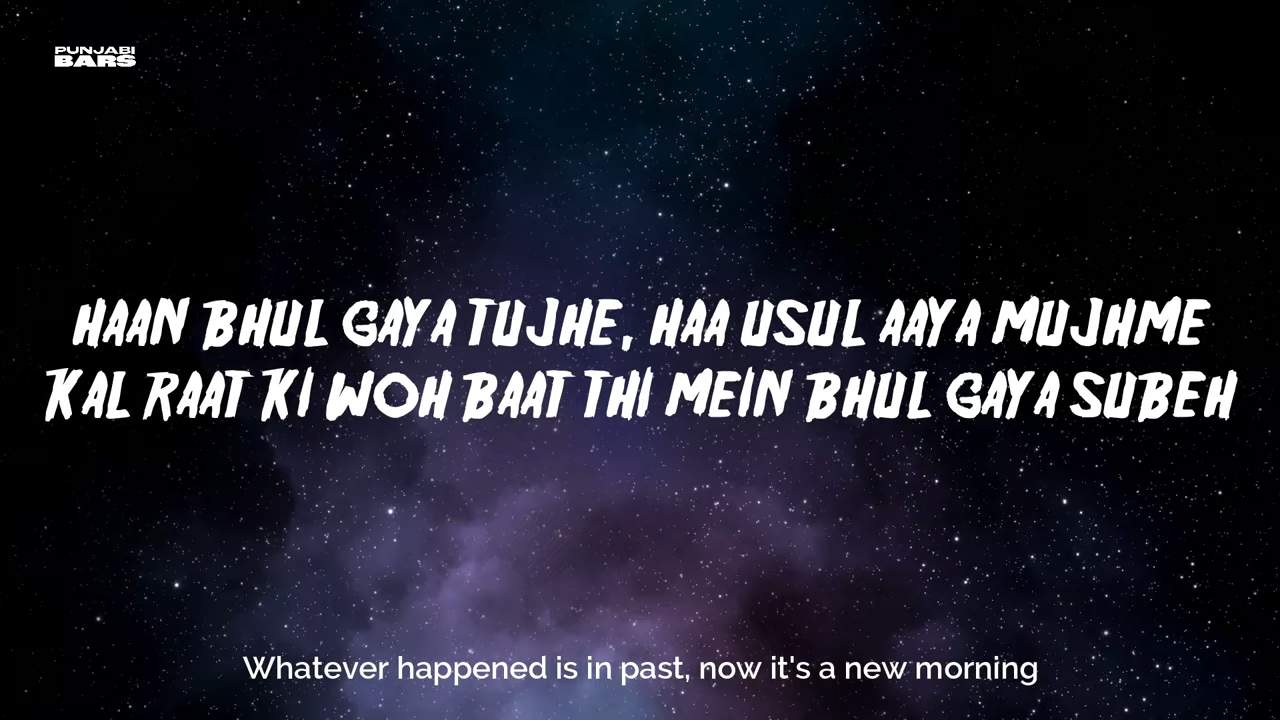 PUNJABI
BARS
HAAN BHUL GAYA TUJHE, HAA USUL AAYA MUJHME
KAL RAAT KI WOH BAAT THI MEIN BHUL GAYA SUBEH
Whatever happened is in past, now it's a new morning